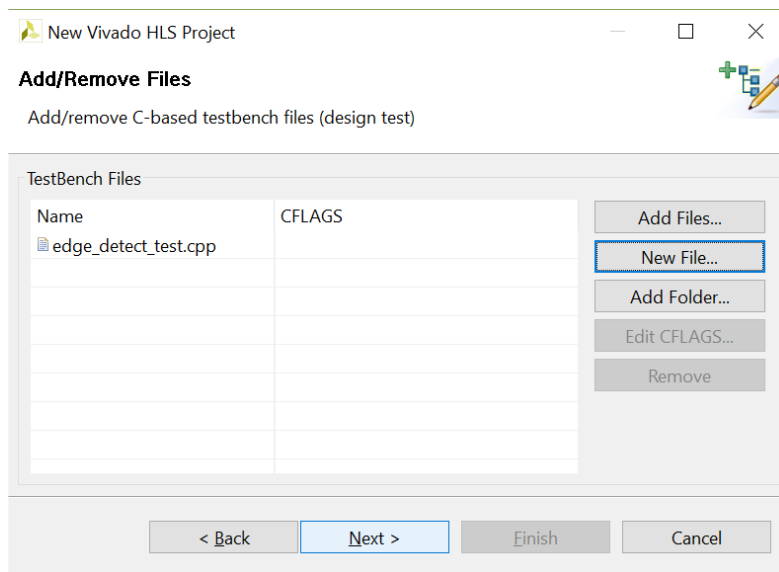 New Vivado HLS Project
Add/Remove Files
Add/remove C-based testbench files (design test)
TestBench Files
Name CFLAGS
edge_detect_test.cpp
Add Files...
New File...
Add Folder...
Edit CFLAGS...
Remove
< Back Next > Finish Cancel